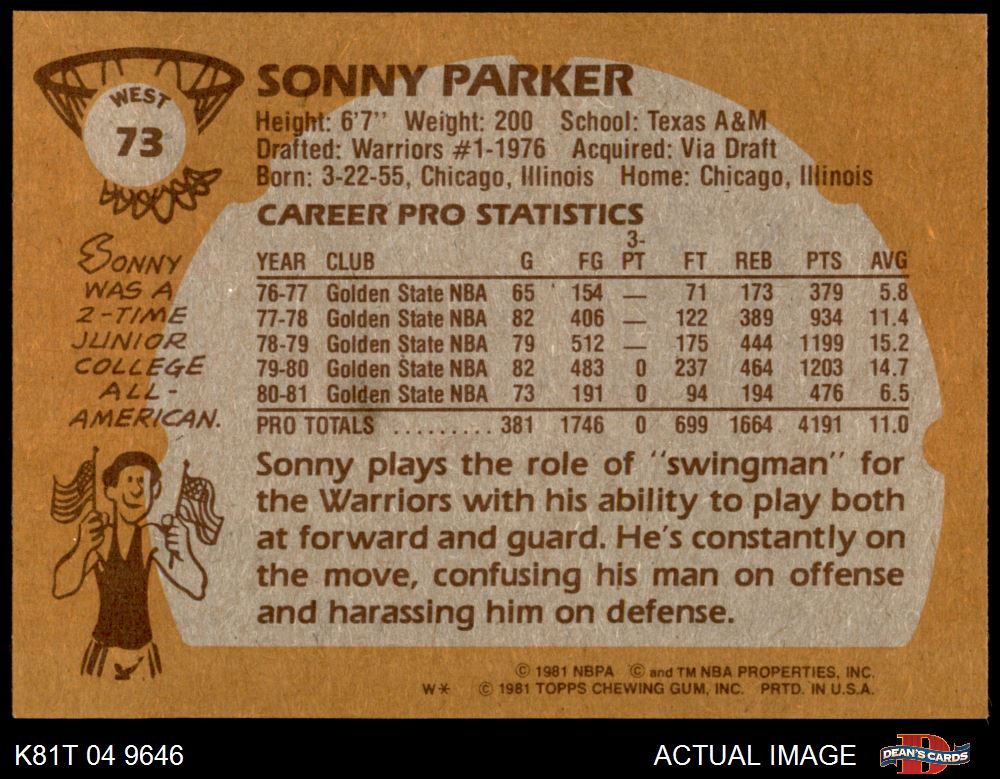 WEST
73
SONNY PARKER
Height: 6'7" Weight: 200 School: Texas A&M
Drafted: Warriors #1-1976 Acquired: Via Draft
Born: 3-22-55, Chicago, Illinois Home: Chicago, Illinois
CAREER PRO STATISTICS
YEAR CLUB G FG 3-PT FT REB PTS AVG
76-77 Golden State NBA 65 154 — 71 173 379 5.8
77-78 Golden State NBA 82 406 — 122 389 934 11.4
78-79 Golden State NBA 79 512 — 175 444 1199 15.2
79-80 Golden State NBA 82 483 0 237 464 1203 14.7
80-81 Golden State NBA 73 191 0 94 194 476 6.5
PRO TOTALS .......... 381 1746 0 699 1664 4191 11.0
SONNY
WAS A
2-TIME
JUNIOR
COLLEGE
ALL-
AMERICAN.
Sonny plays the role of "swingman" for
the Warriors with his ability to play both
at forward and guard. He's constantly on
the move, confusing his man on offense
and harassing him on defense.
© 1981 NBPA © and TM NBA PROPERTIES, INC.
W* © 1981 TOPPS CHEWING GUM, INC. PRTD. IN U.S.A.
K81T 04 9646
ACTUAL IMAGE
D
DEAN'S CARDS